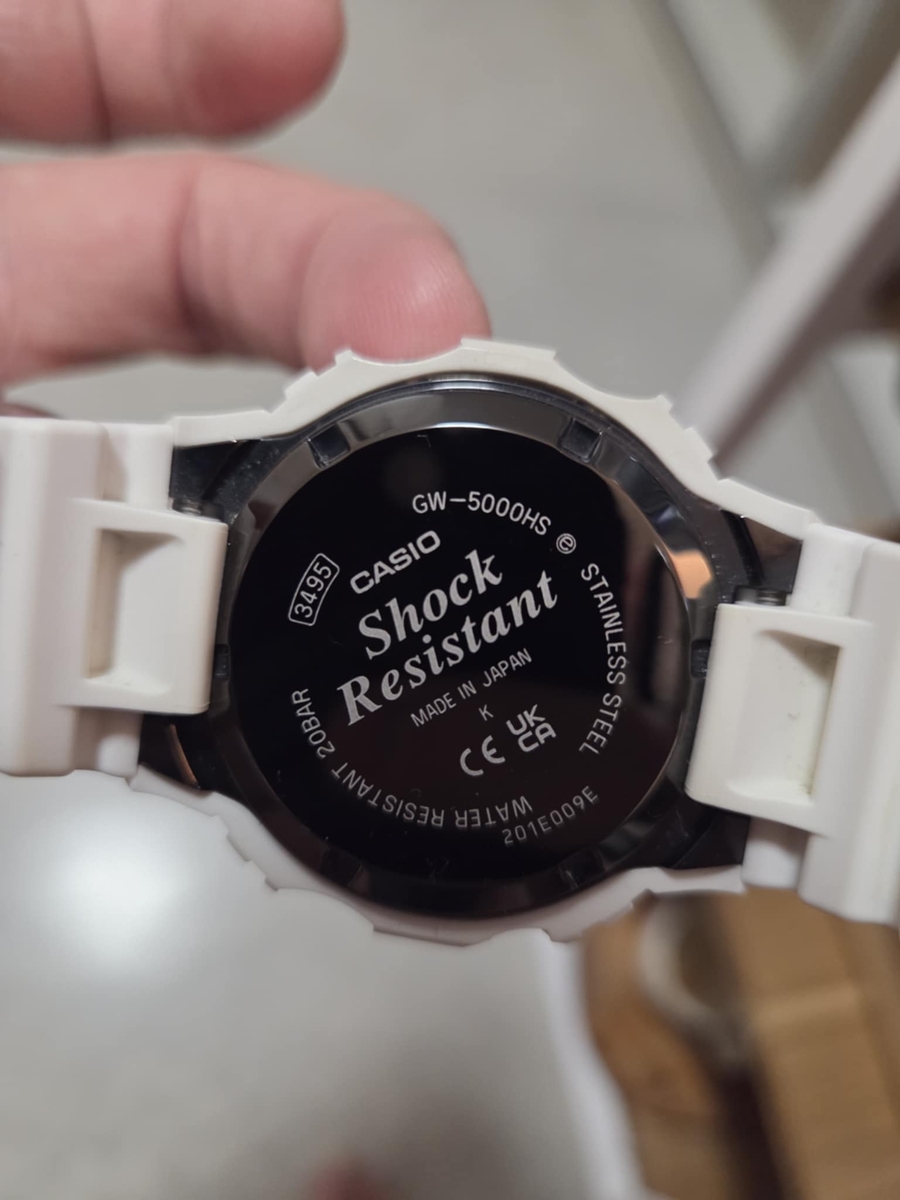 GW-5000HS e
3495
CASIO
Shock
Resistant
MADE IN JAPAN
K
CE UK
CA
STAINLESS STEEL
WATER RESISTANT 20BAR
201E009E